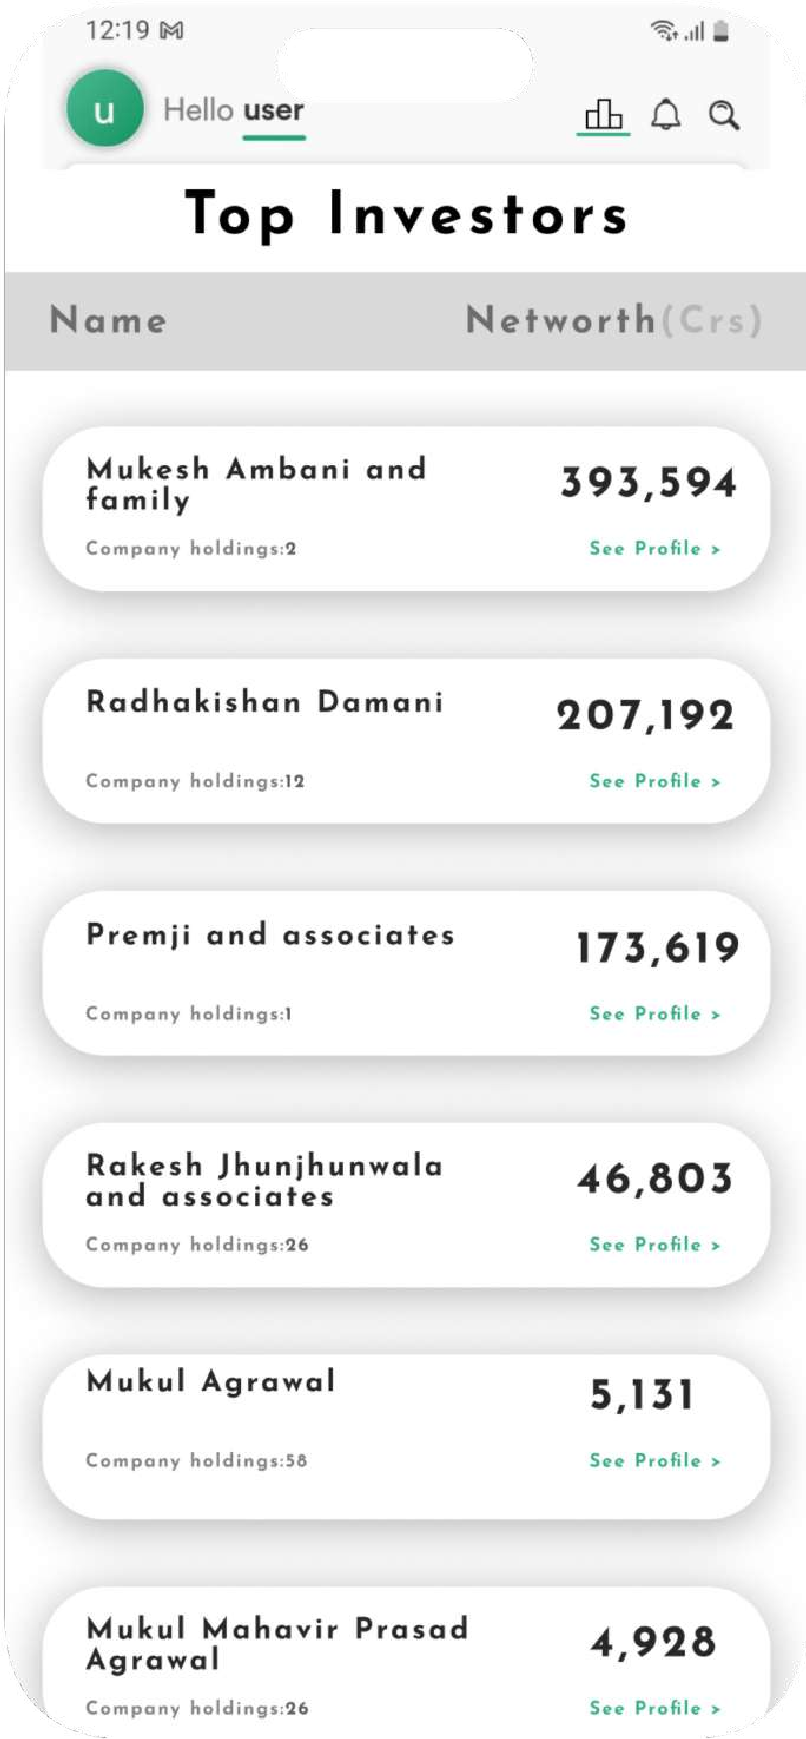 12:19
u Hello user
Top Investors
Name Networth(Crs)
Mukesh Ambani and
family
393,594
Company holdings:2 See Profile >
Radhakishan Damani 207,192
Company holdings:12 See Profile >
Premji and associates 173,619
Company holdings:1 See Profile >
Rakesh Jhunjhunwala
and associates
46,803
Company holdings:26 See Profile >
Mukul Agrawal 5,131
Company holdings:58 See Profile >
Mukul Mahavir Prasad
Agrawal
4,928
Company holdings:26 See Profile >